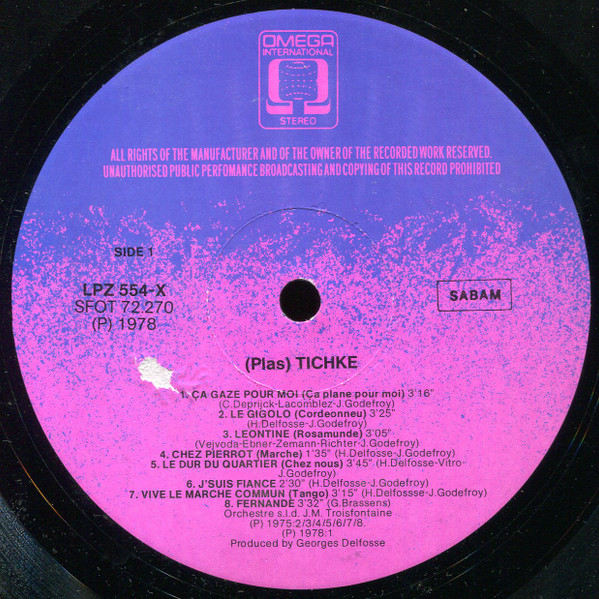 OMEGA
INTERNATIONAL
STEREO
ALL RIGHTS OF THE MANUFACTURER AND OF THE OWNER OF THE RECORDED WORK RESERVED.
UNAUTHORISED PUBLIC PERFOMANCE BROADCASTING AND COPYING OF THIS RECORD PROHIBITED
SIDE 1
LPZ 554-X
SFOT 72.270
(P) 1978
SABAM
(Plas) TICHKE
1. ÇA GAZE POUR MOI (Ça plane pour moi) 3'16"
(C.Deprijck-Lacomblez-J.Godefroy)
2. LE GIGOLO (Cordeonneu) 3'25"
(H.Delfosse-J.Godefroy)
3. LEONTINE (Rosamunde) 3'05"
(Vejvoda-Ebner-Zemann-Richter-J.Godefroy)
4. CHEZ PIERROT (Marche) 1'35" (H.Delfosse-J.Godefroy)
5. LE DUR DU QUARTIER (Chez nous) 3'45" (H.Delfosse-Vitro-
J.Godefroy)
6. J'SUIS FIANCE 2'30" (H.Delfosse-J.Godefroy)
7. VIVE LE MARCHE COMMUN (Tango) 3'15" (H.Delfossse-J.Godefroy)
8. FERNANDE 3'32" (G.Brassens)
Orchestre s.l.d. J.M. Troisfontaine
(P) 1975:2/3/4/5/6/7/8.
(P) 1978:1
Produced by Georges Delfosse